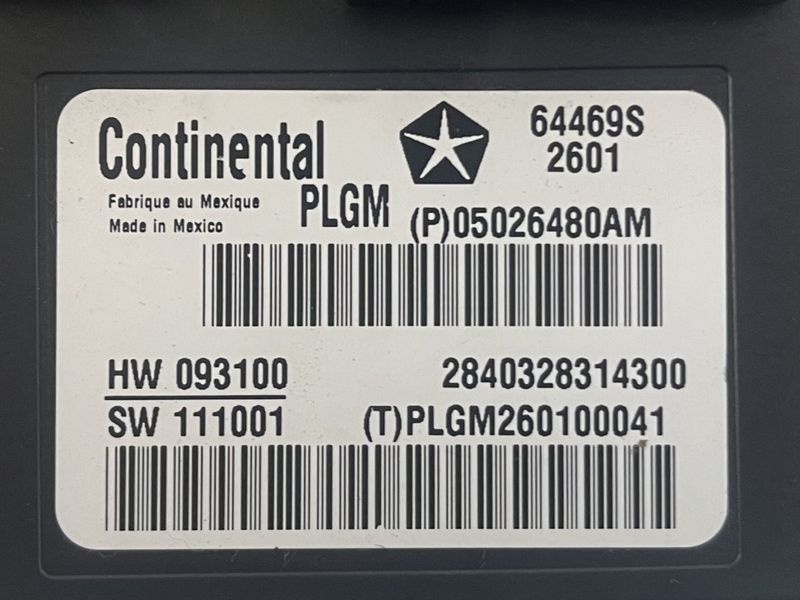 Continental
64469S
2601
Fabrique au Mexique
Made in Mexico
PLGM
(P)05026480AM
HW 093100
2840328314300
SW 111001
(T)PLGM260100041